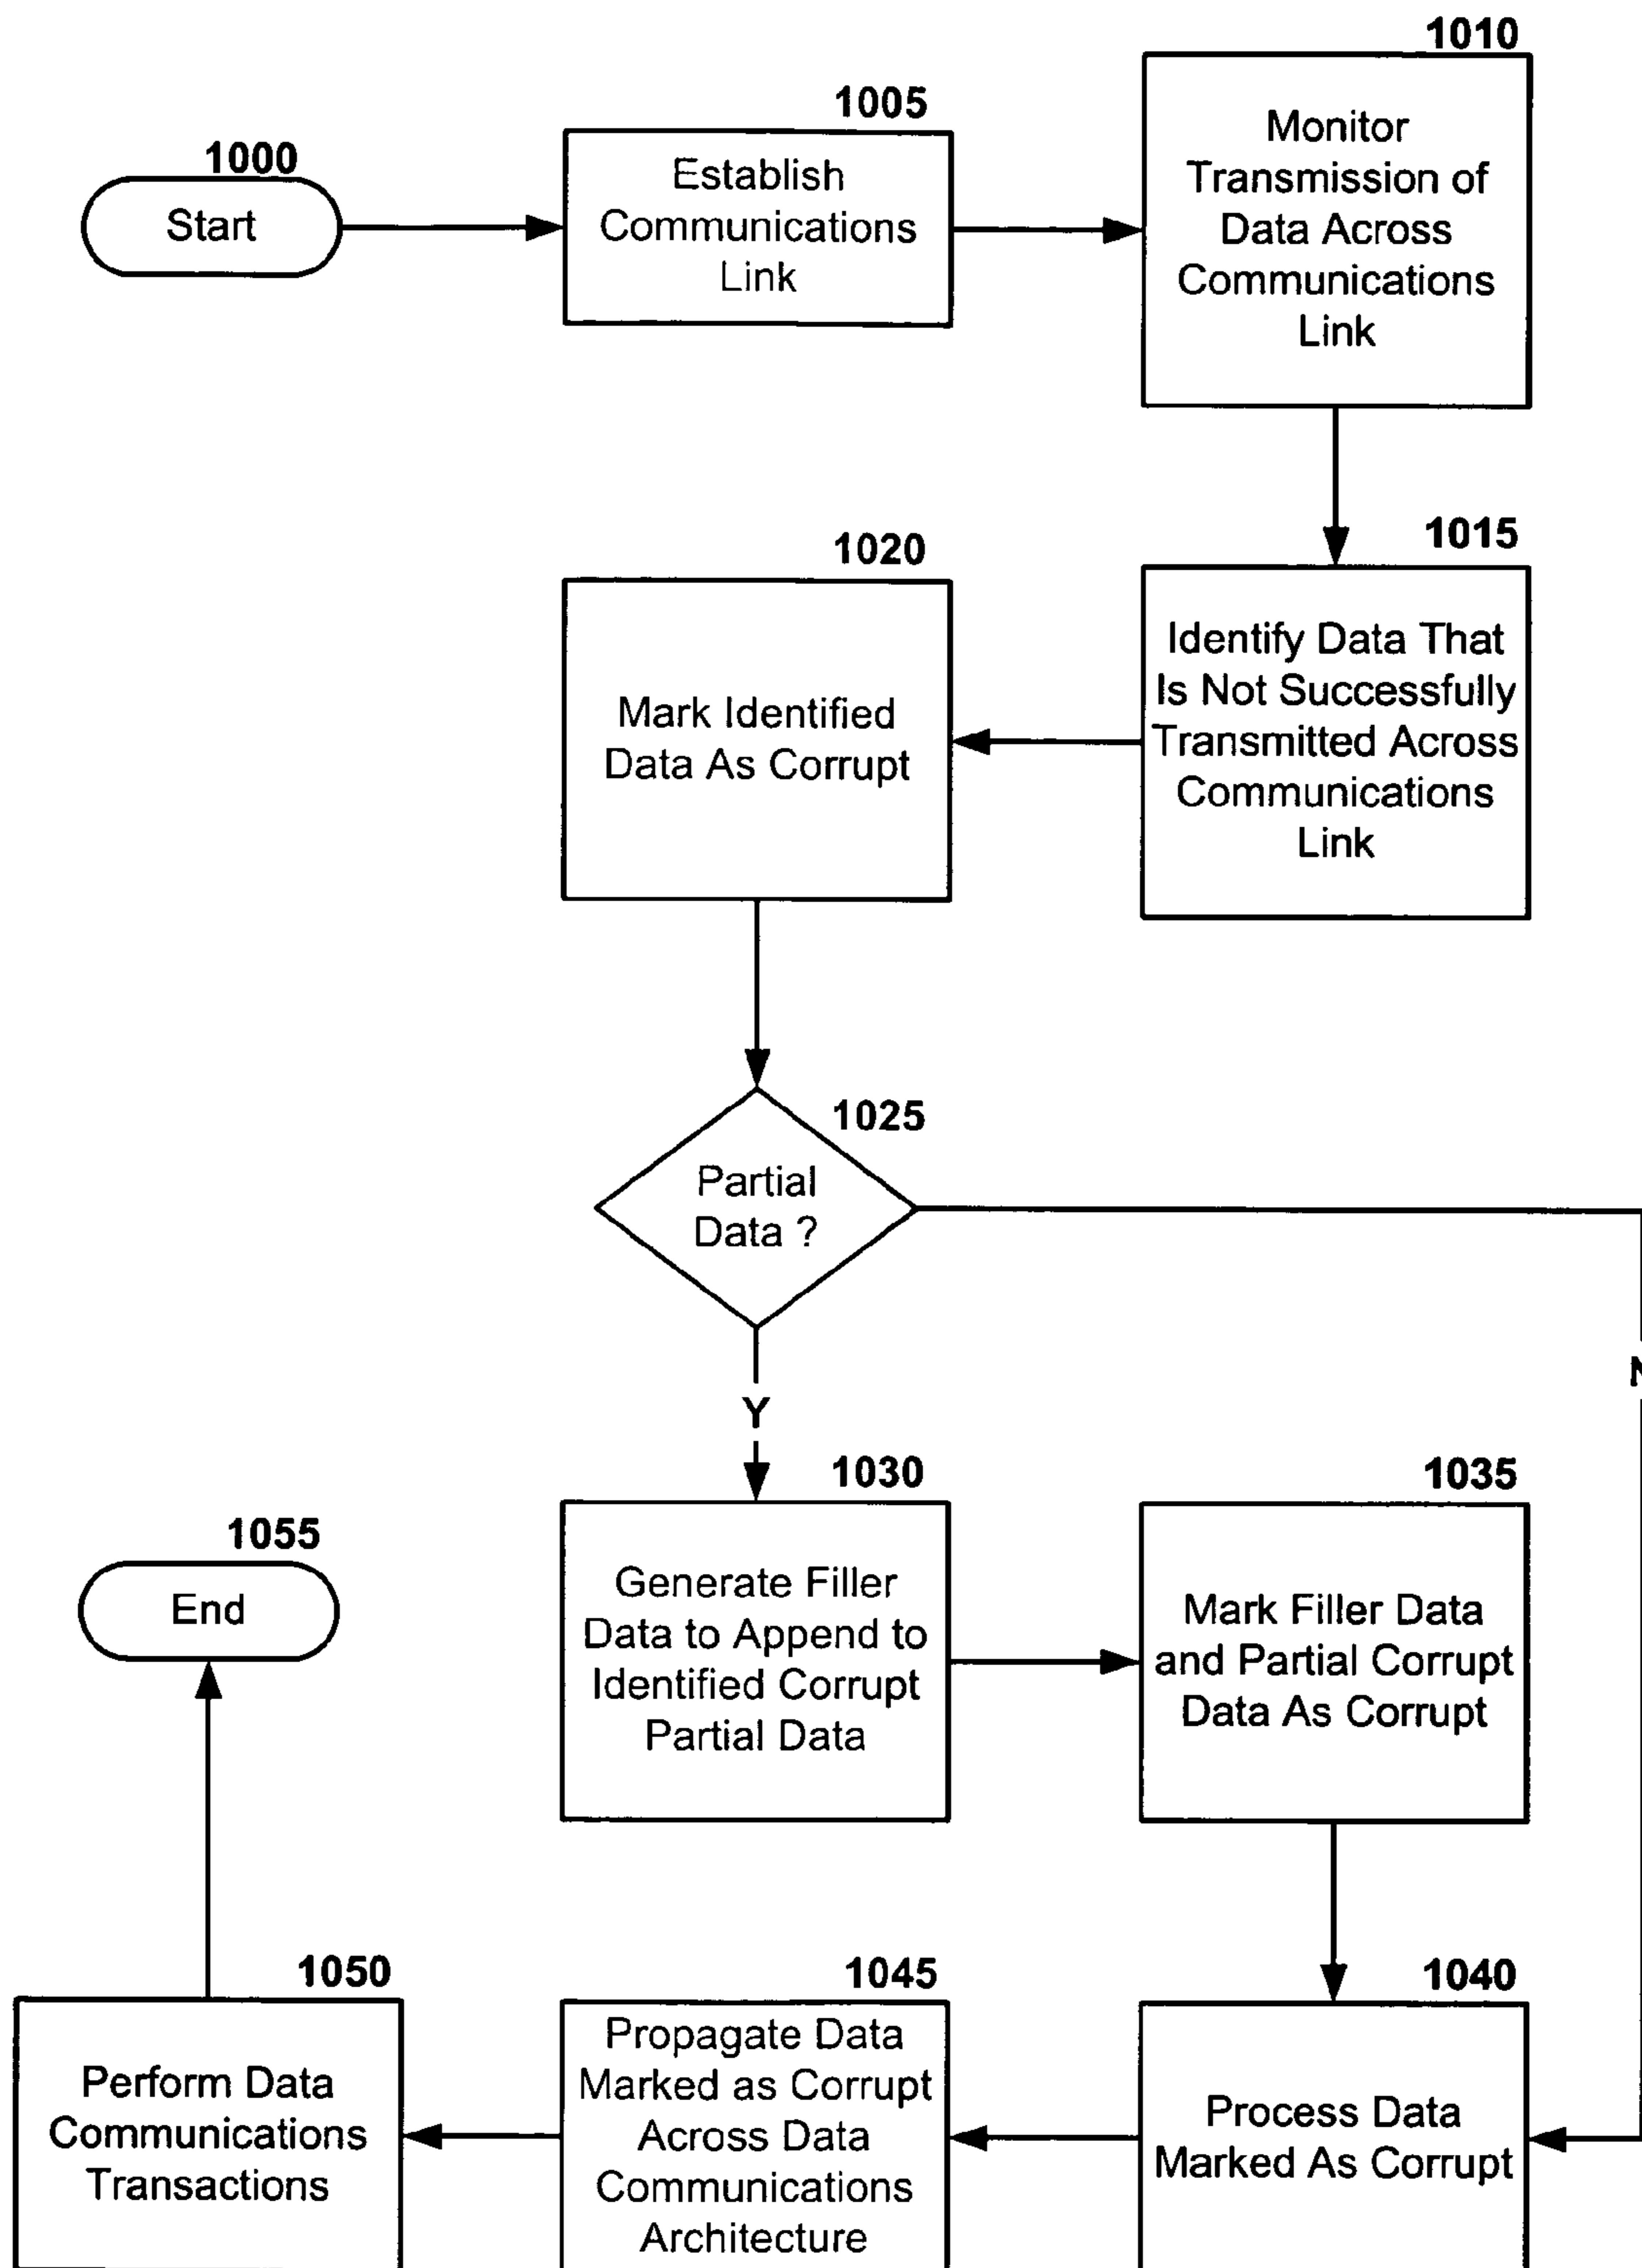 1000
Start
1005
Establish
Communications
Link
1010
Monitor
Transmission of
Data Across
Communications
Link
1015
Identify Data That
Is Not Successfully
Transmitted Across
Communications
Link
1020
Mark Identified
Data As Corrupt
1025
Partial
Data ?
Y
N
1030
Generate Filler
Data to Append to
Identified Corrupt
Partial Data
1035
Mark Filler Data
and Partial Corrupt
Data As Corrupt
1040
Process Data
Marked As Corrupt
1045
Propagate Data
Marked as Corrupt
Across Data
Communications
Architecture
1050
Perform Data
Communications
Transactions
1055
End